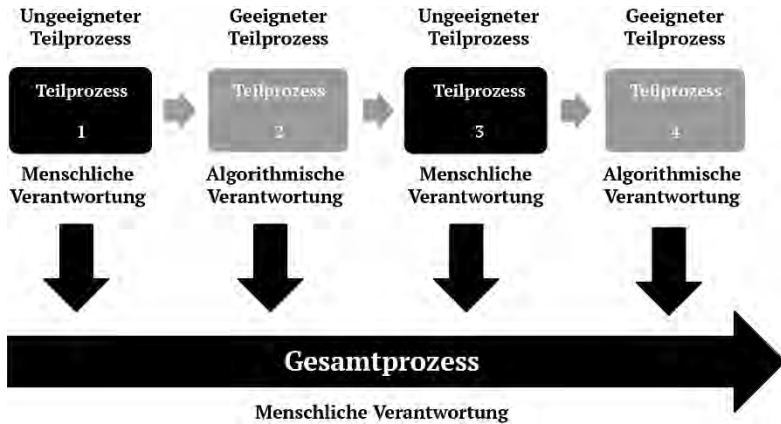 Ungeeigneter
Teilprozess
Geeigneter
Teilprozess
Ungeeigneter
Teilprozess
Geeigneter
Teilprozess
Teilprozess
1
Teilprozess
2
Teilprozess
3
Teilprozess
4
Menschliche
Verantwortung
Algorithmische
Verantwortung
Menschliche
Verantwortung
Algorithmische
Verantwortung
Gesamtprozess
Menschliche Verantwortung